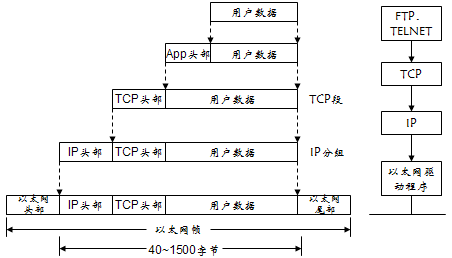 用户数据
App头部 用户数据
TCP头部 用户数据 TCP段
IP头部 TCP头部 用户数据 IP分组
以太网头部 IP头部 TCP头部 用户数据 以太网尾部
以太网帧
40~1500字节
FTP.
TELNET
TCP
IP
以太网驱
动程序